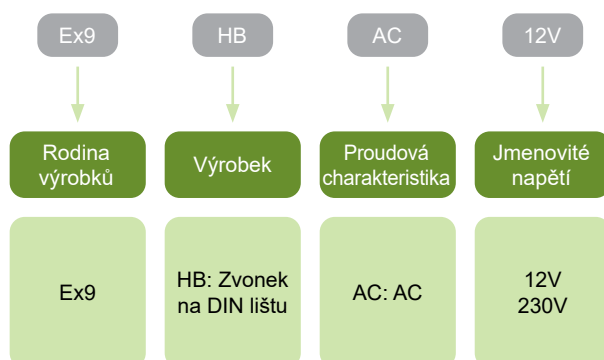 Ex9 HB AC 12V
Rodina
výrobků
Výrobek
Proudová
charakteristika
Jmenovité
napětí
Ex9
HB: Zvonek
na DIN lištu
AC: AC
12V
230V